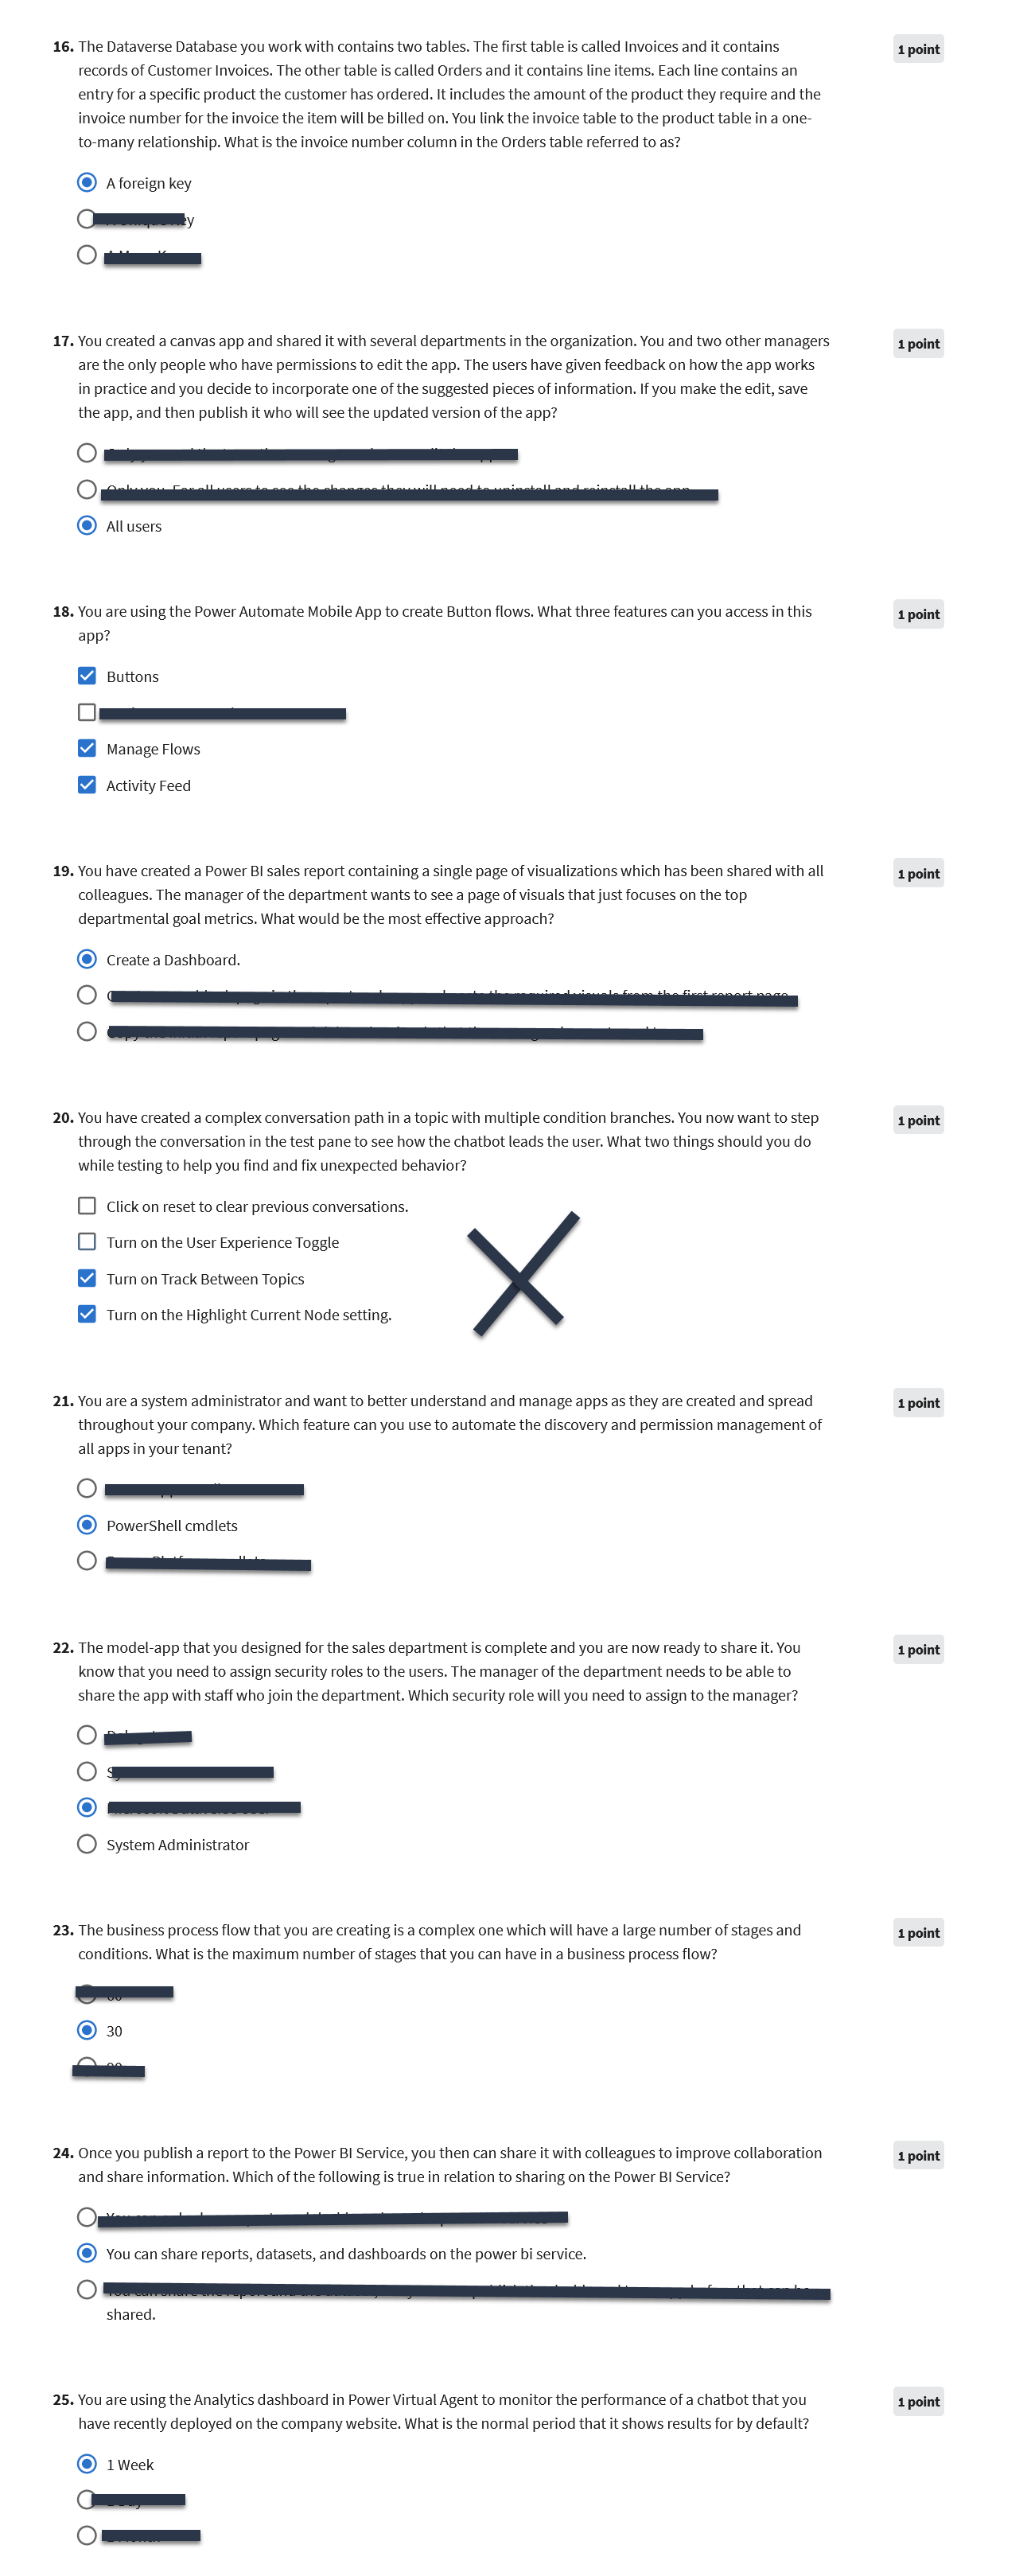 16. The Dataverse Database you work with contains two tables. The first table is called Invoices and it contains
1 point
records of Customer Invoices. The other table is called Orders and it contains line items. Each line contains an
entry for a specific product the customer has ordered. It includes the amount of the product they require and the
invoice number for the invoice the item will be billed on. You link the invoice table to the product table in a one-
to-many relationship. What is the invoice number column in the Orders table referred to as?
A foreign key
17. You created a canvas app and shared it with several departments in the organization. You and two other managers
1 point
are the only people who have permissions to edit the app. The users have given feedback on how the app works
in practice and you decide to incorporate one of the suggested pieces of information. If you make the edit, save
the app, and then publish it who will see the updated version of the app?
Only you. For all users to see the changes they will need to uninstall and reinstall the app.
All users
18. You are using the Power Automate Mobile App to create Button flows. What three features can you access in this
1 point
app?
Buttons
Manage Flows
Activity Feed
19. You have created a Power BI sales report containing a single page of visualizations which has been shared with all
1 point
colleagues. The manager of the department wants to see a page of visuals that just focuses on the top
departmental goal metrics. What would be the most effective approach?
Create a Dashboard.
the required visuals from the first report page
20. You have created a complex conversation path in a topic with multiple condition branches. You now want to step
1 point
through the conversation in the test pane to see how the chatbot leads the user. What two things should you do
while testing to help you find and fix unexpected behavior?
Click on reset to clear previous conversations.
Turn on the User Experience Toggle
Turn on Track Between Topics
Turn on the Highlight Current Node setting.
21. You are a system administrator and want to better understand and manage apps as they are created and spread
1 point
throughout your company. Which feature can you use to automate the discovery and permission management of
all apps in your tenant?
PowerShell cmdlets
22. The model-app that you designed for the sales department is complete and you are now ready to share it. You
1 point
know that you need to assign security roles to the users. The manager of the department needs to be able to
share the app with staff who join the department. Which security role will you need to assign to the manager?
System Administrator
23. The business process flow that you are creating is a complex one which will have a large number of stages and
1 point
conditions. What is the maximum number of stages that you can have in a business process flow?
30
24. Once you publish a report to the Power BI Service, you then can share it with colleagues to improve collaboration
1 point
and share information. Which of the following is true in relation to sharing on the Power BI Service?
You can share reports, datasets, and dashboards on the power bi service.
shared.
25. You are using the Analytics dashboard in Power Virtual Agent to monitor the performance of a chatbot that you
1 point
have recently deployed on the company website. What is the normal period that it shows results for by default?
1 Week